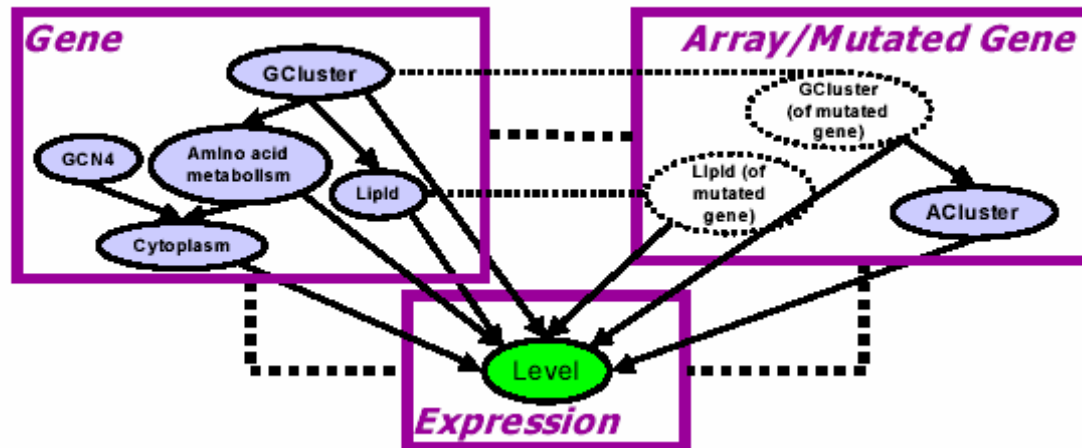 Gene
GCluster
GCN4
Amino acid
metabolism
Lipid
Cytoplasm
Array/Mutated Gene
GCluster
(of mutated
gene)
Lipid (of
mutated
gene)
ACluster
Level
Expression